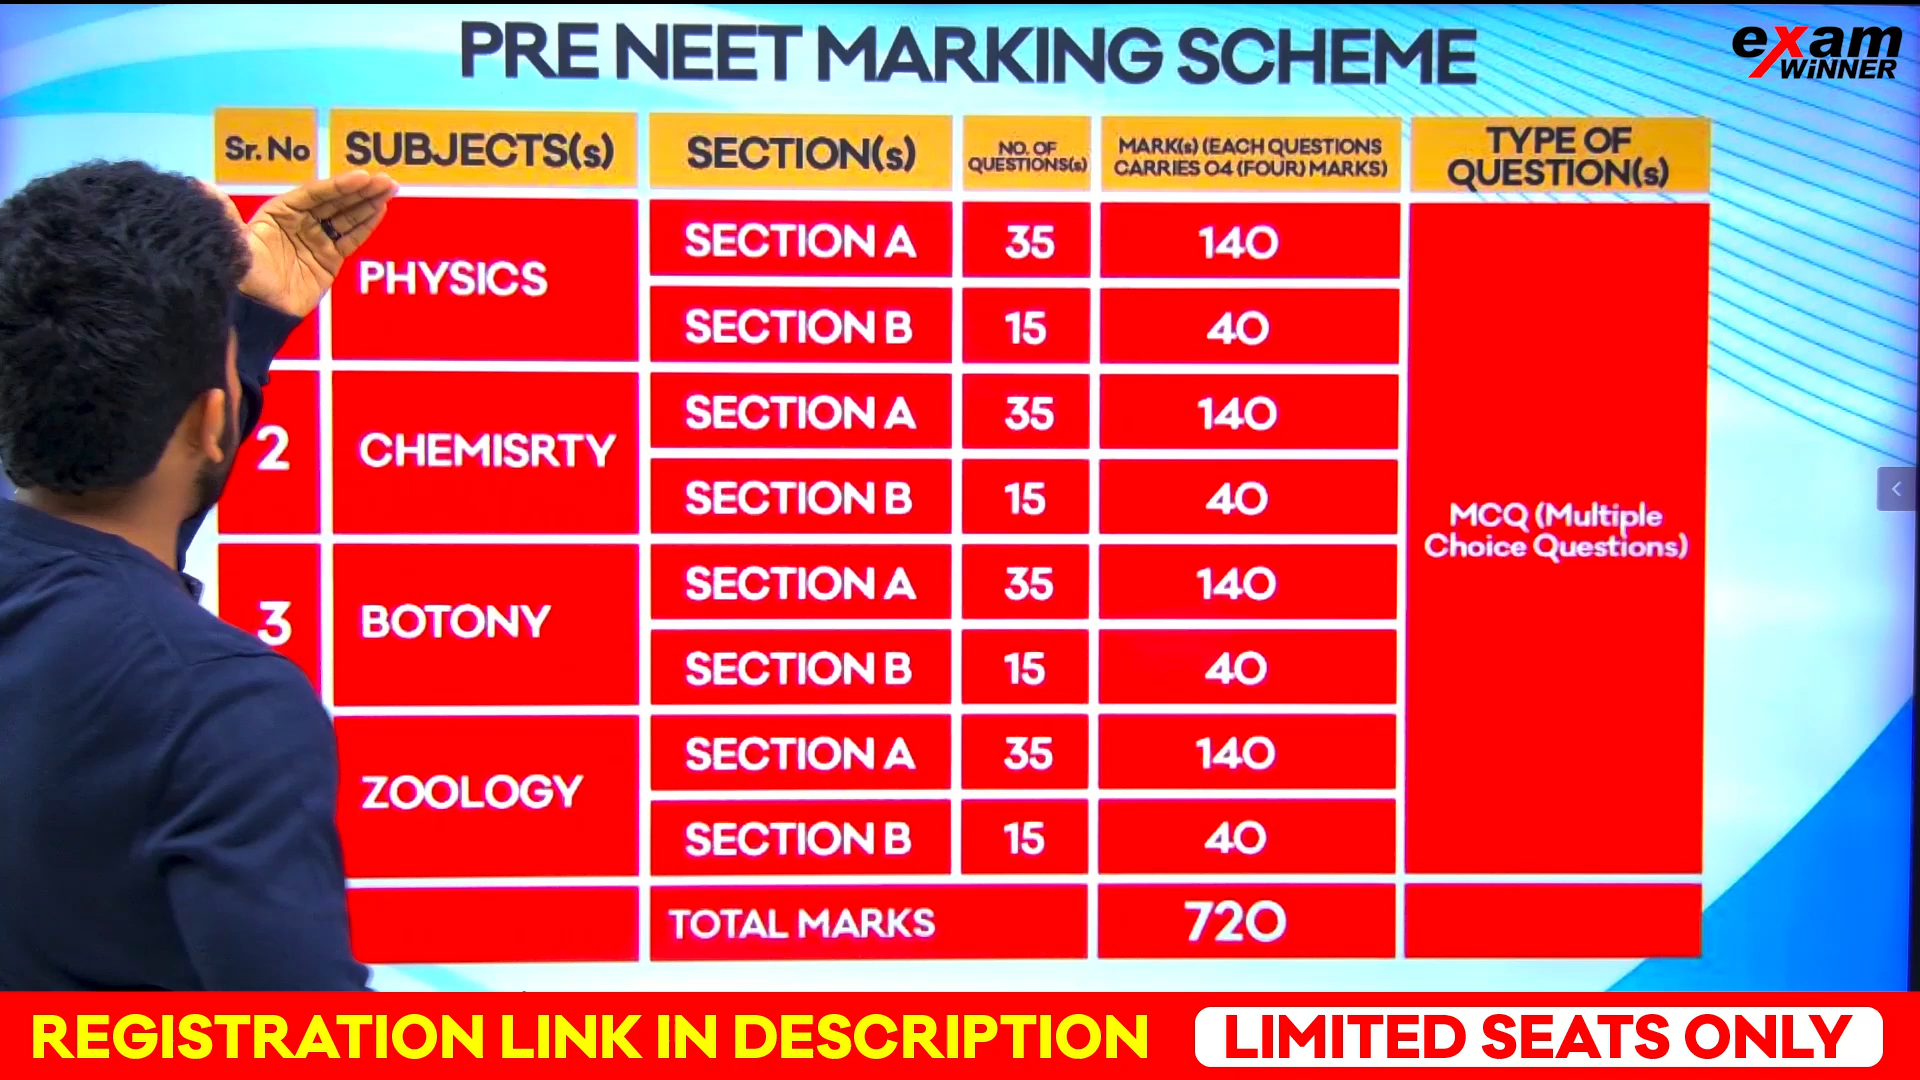 PRE NEET MARKING SCHEME
exam
WiNNER
Sr. No SUBJECTS(s) SECTION(s) NO. OF QUESTIONS(s) MARK(s) (EACH QUESTIONS CARRIES 04 (FOUR) MARKS) TYPE OF QUESTION(s)
PHYSICS
SECTION A 35 140
SECTION B 15 40
2 CHEMISRTY
SECTION A 35 140
SECTION B 15 40
MCQ (Multiple
Choice Questions)
3 BOTONY
SECTION A 35 140
SECTION B 15 40
ZOOLOGY
SECTION A 35 140
SECTION B 15 40
TOTAL MARKS 720
REGISTRATION LINK IN DESCRIPTION LIMITED SEATS ONLY